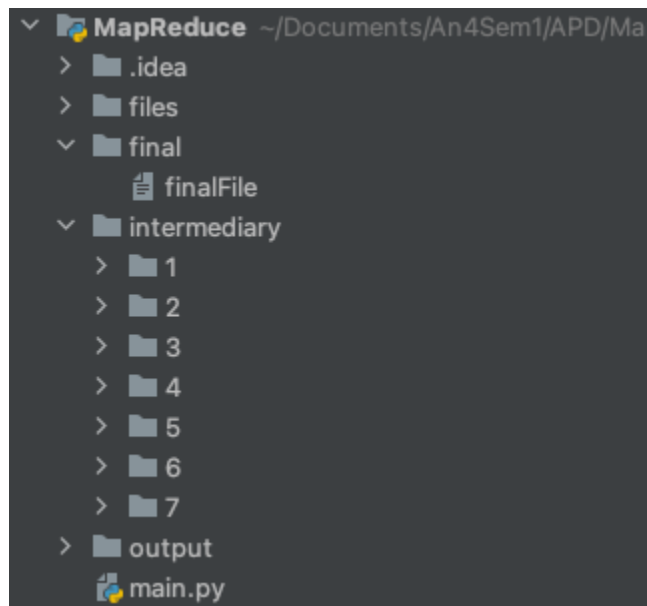 MapReduce ~/Documents/An4Sem1/APD/Ma
.idea
files
final
finalFile
intermediary
1
2
3
4
5
6
7
output
main.py